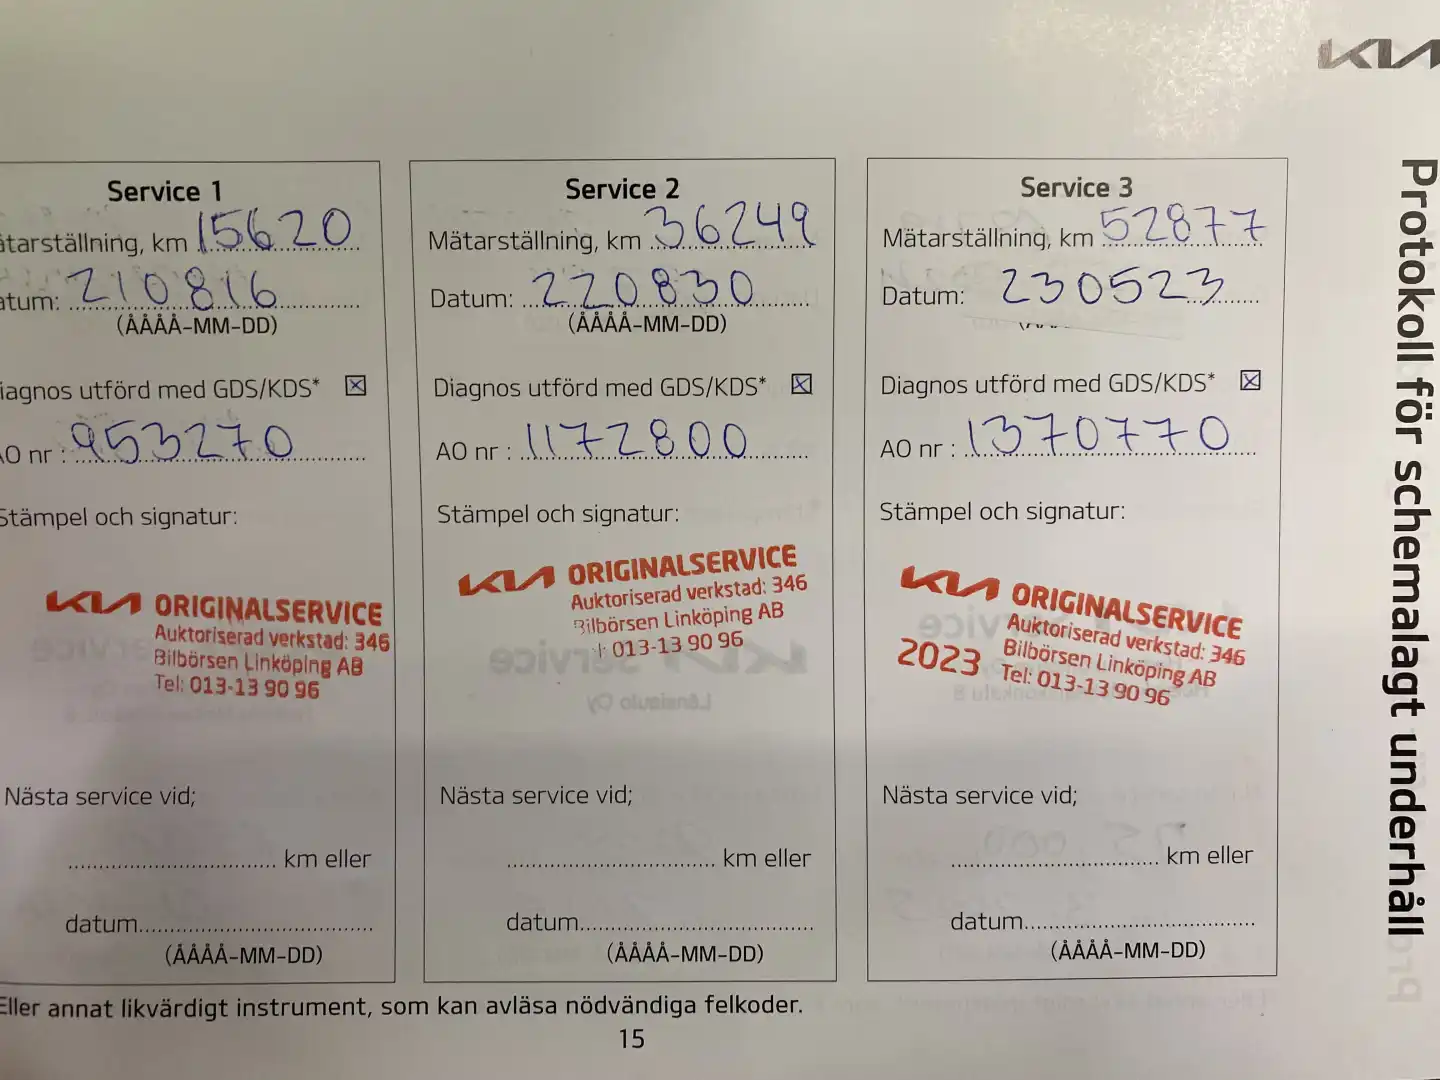 KIA
Protokoll för schemalagt underhåll
Service 1
ätarställning, km 15620
atum: 210816
(ÅÅÅÅ-MM-DD)
iagnos utförd med GDS/KDS* ☒
AO nr : 953270
Stämpel och signatur:
KIA ORIGINALSERVICE
Auktoriserad verkstad: 346
Bilbörsen Linköping AB
Tel: 013-13 90 96
Nästa service vid;
.............................. km eller
datum..................................
(ÅÅÅÅ-MM-DD)
Service 2
Mätarställning, km 36249
Datum: 220830
(ÅÅÅÅ-MM-DD)
Diagnos utförd med GDS/KDS* ☒
AO nr : 1172800
Stämpel och signatur:
KIA ORIGINALSERVICE
Auktoriserad verkstad: 346
Bilbörsen Linköping AB
l: 013-13 90 96
Nästa service vid;
.............................. km eller
datum..................................
(ÅÅÅÅ-MM-DD)
Service 3
Mätarställning, km 52877
Datum: 230523
Diagnos utförd med GDS/KDS* ☒
AO nr : 1370770
Stämpel och signatur:
KIA ORIGINALSERVICE
Auktoriserad verkstad: 346
Bilbörsen Linköping AB
2023 Tel: 013-13 90 96
Nästa service vid;
.............................. km eller
datum..................................
(ÅÅÅÅ-MM-DD)
Eller annat likvärdigt instrument, som kan avläsa nödvändiga felkoder.
15